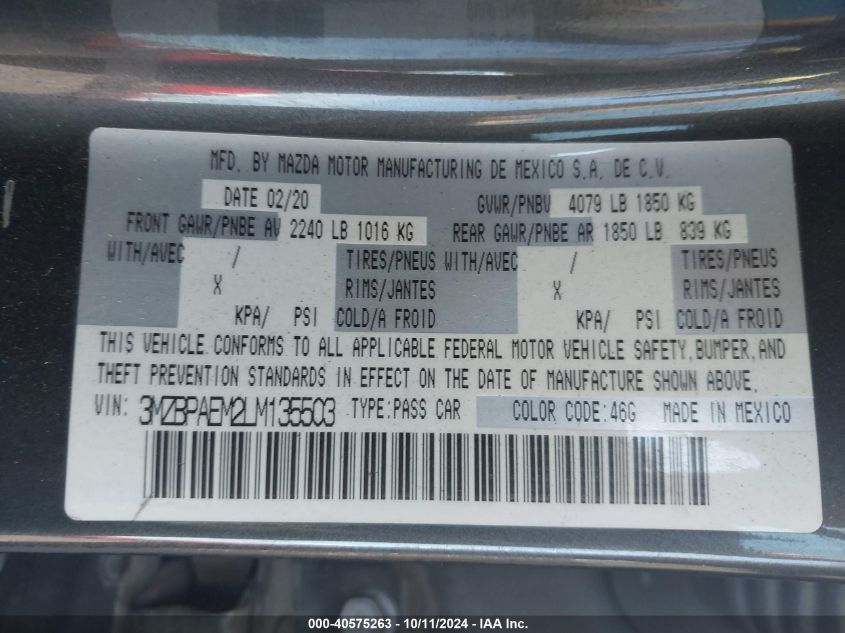 MFD. BY MAZDA MOTOR MANUFACTURING DE MEXICO S.A. DE C.V.
DATE 02/20 GVWR/PNBV 4079 LB 1850 KG
FRONT GAWR/PNBE AV 2240 LB 1016 KG REAR GAWR/PNBE AR 1850 LB 839 KG
WITH/AVEC / TIRES/PNEUS WITH/AVEC / TIRES/PNEUS
X RIMS/JANTES X RIMS/JANTES
KPA/ PSI COLD/A FROID KPA/ PSI COLD/A FROID
THIS VEHICLE CONFORMS TO ALL APPLICABLE FEDERAL MOTOR VEHICLE SAFETY, BUMPER, AND
THEFT PREVENTION STANDARDS IN EFFECT ON THE DATE OF MANUFACTURE SHOWN ABOVE.
VIN: 3MZBPAEM2LM135503 TYPE:PASS CAR COLOR CODE:46G MADE IN MEXICO
000-40575263 - 10/11/2024 - IAA Inc.